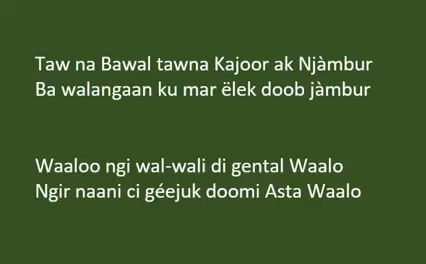 Taw na Bawal tawna Kajoor ak Njàmbur
Ba walangaan ku mar ëlek doob jàmbur
Waaloo ngi wal-wali di gental Waalo
Ngir naani ci géejuk doomi Asta Waalo